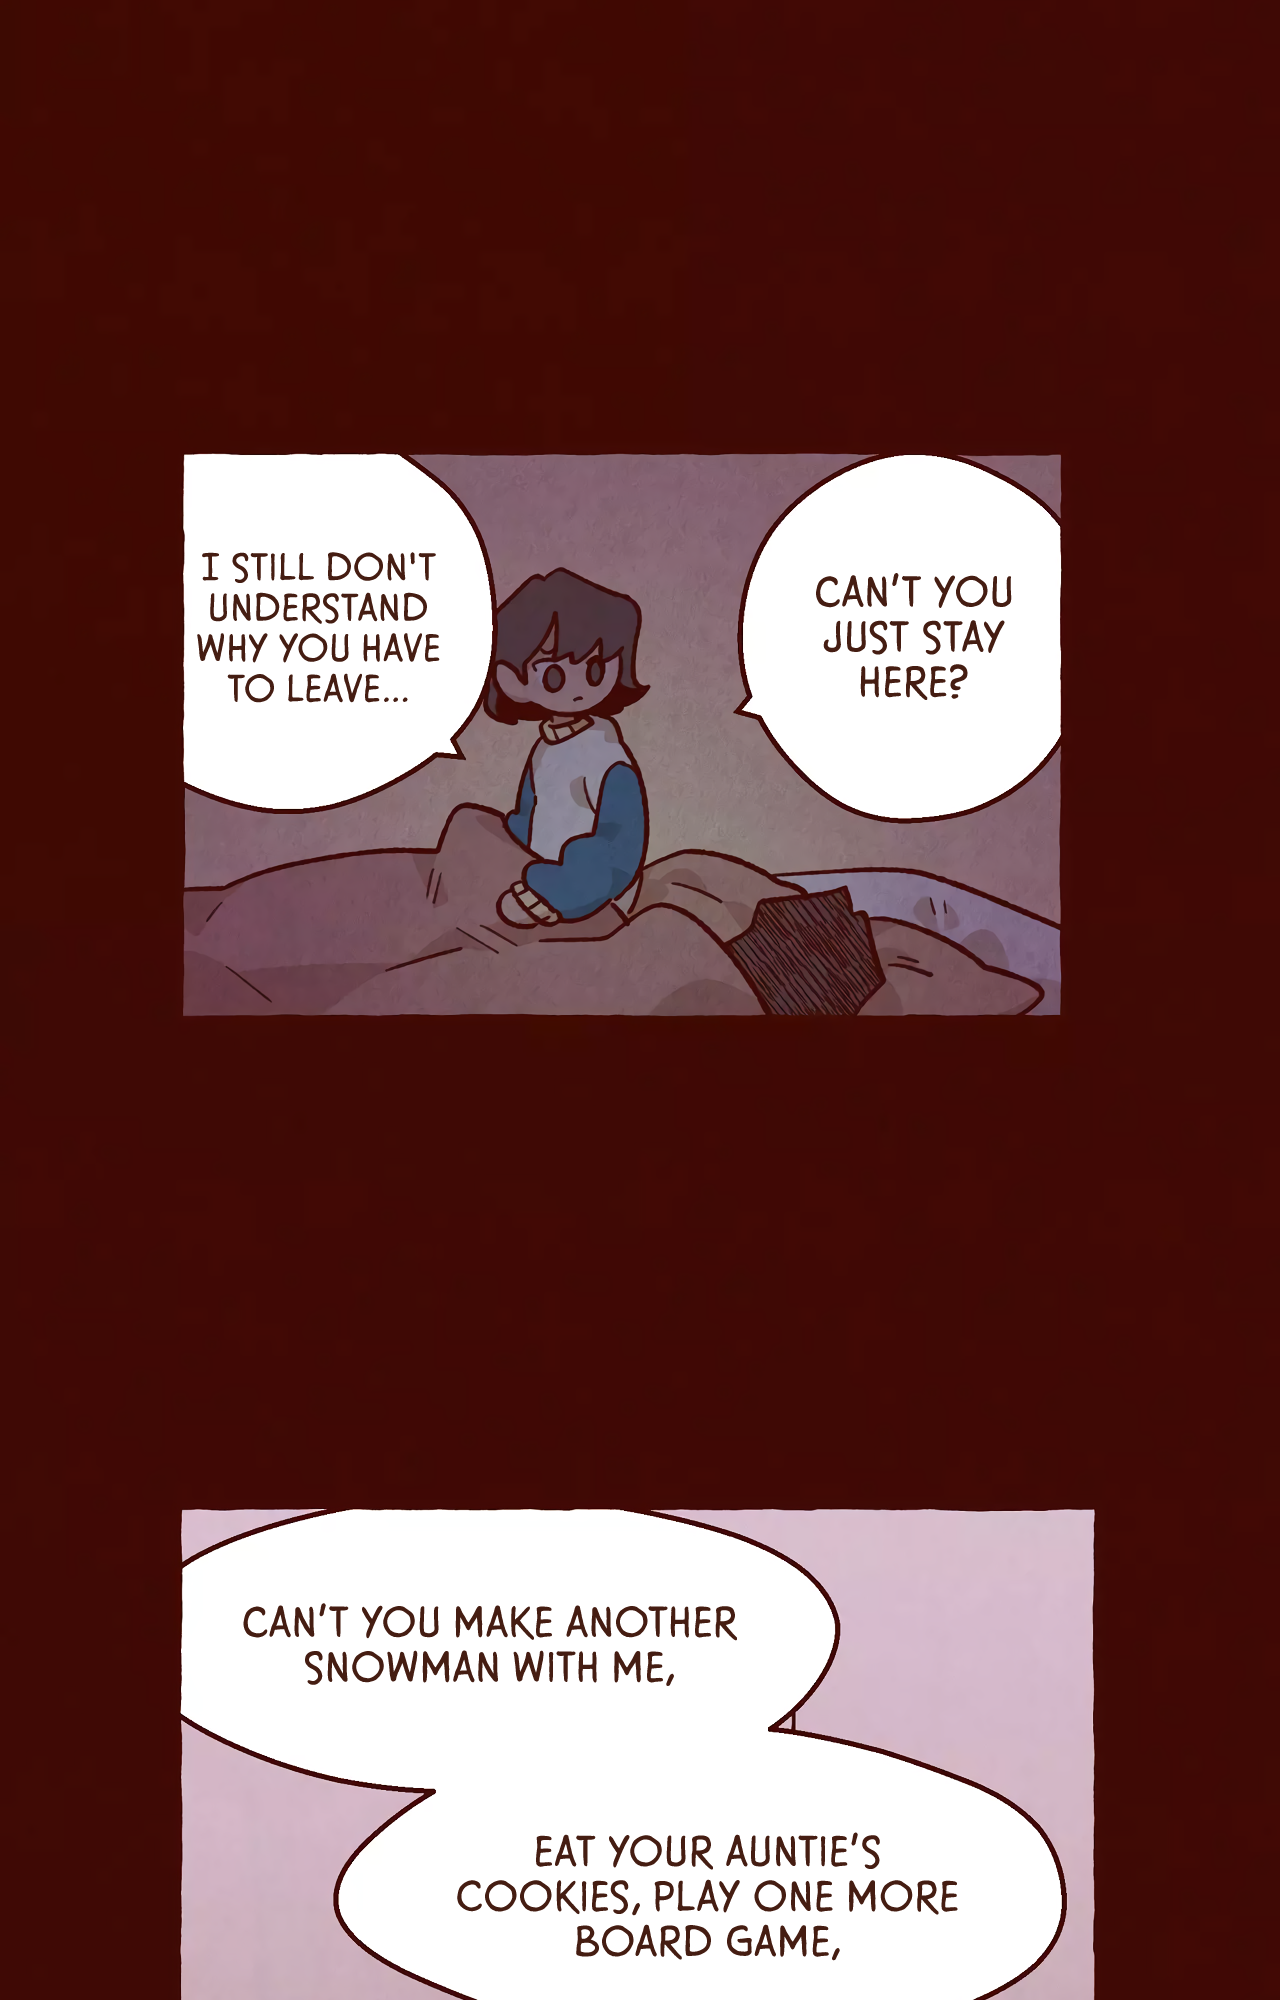 I STILL DON'T
UNDERSTAND
WHY YOU HAVE
TO LEAVE...
CAN'T YOU
JUST STAY
HERE?
CAN'T YOU MAKE ANOTHER
SNOWMAN WITH ME,
EAT YOUR AUNTIE'S
COOKIES, PLAY ONE MORE
BOARD GAME,